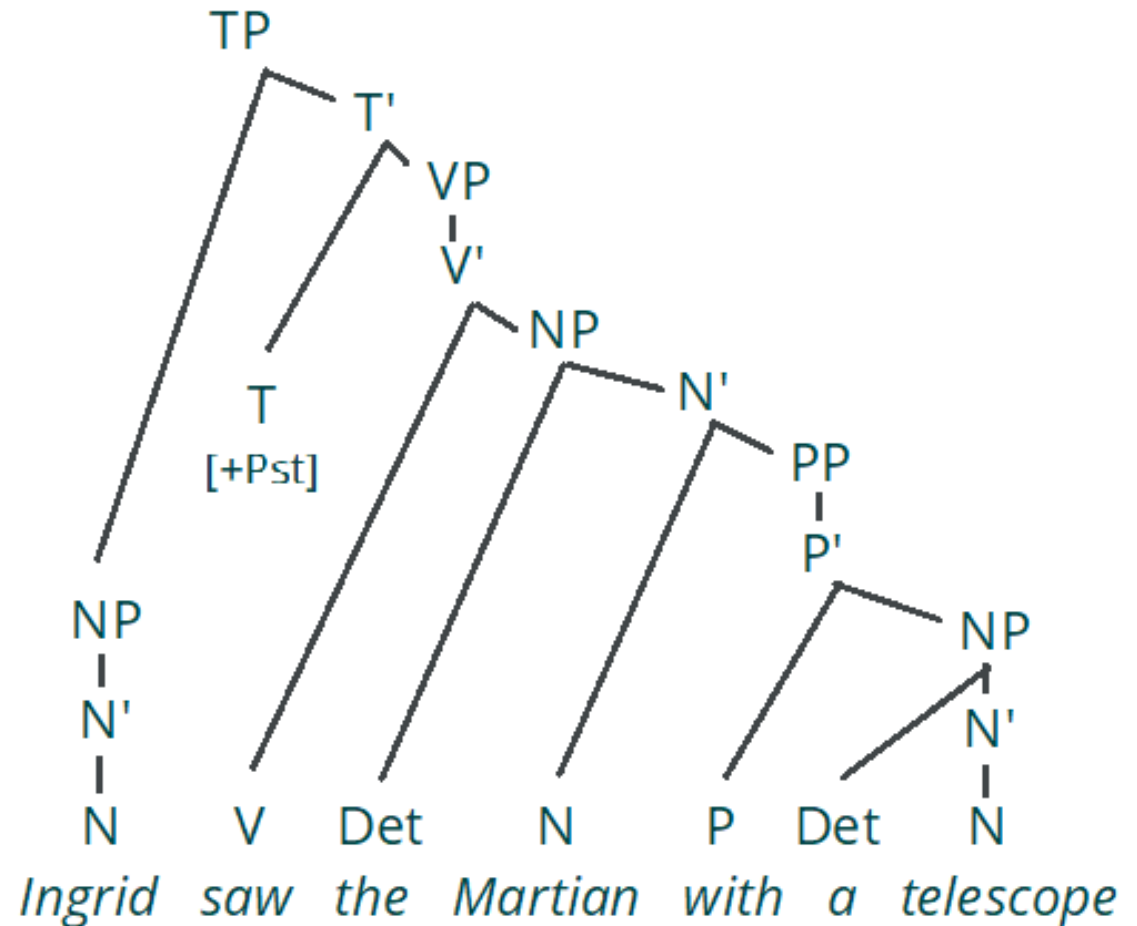 TP
T'
VP
V'
NP
N'
T
PP
[+Pst]
P'
NP NP
N' N'
N V Det N P Det N
Ingrid saw the Martian with a telescope